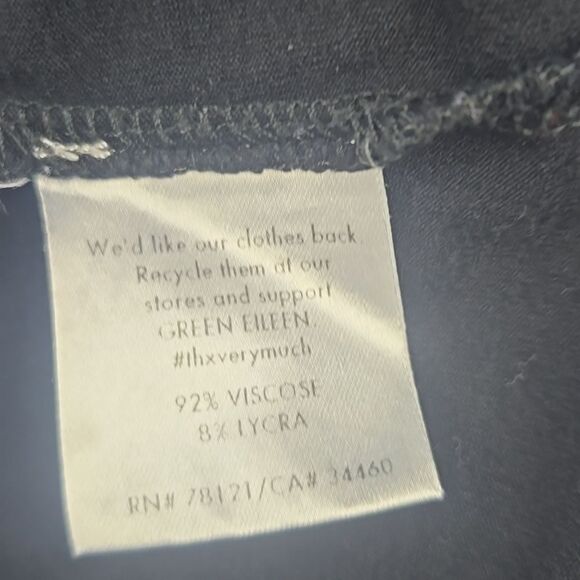 We'd like our clothes back.
Recycle them at our
stores and support
GREEN EILEEN.
#thxverymuch
92% VISCOSE
8% LYCRA
RN# 78121/CA# 34460